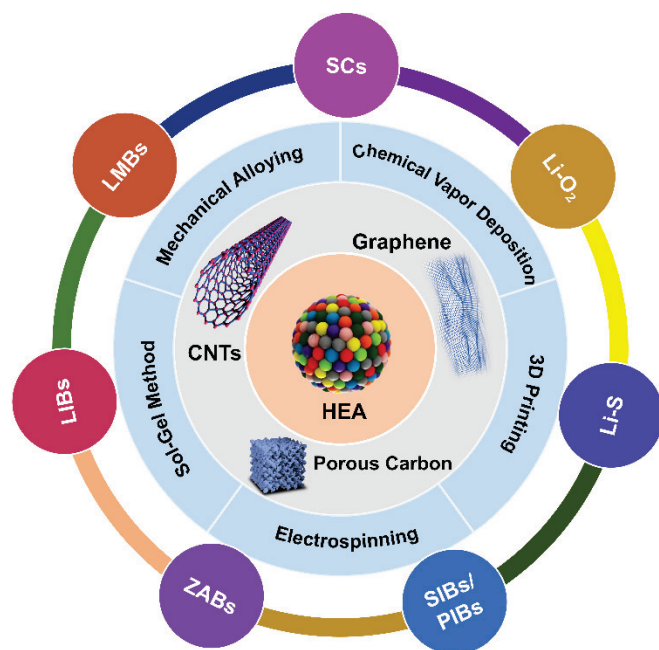 SCs
Li-O₂
Li-S
SIBs/
PIBs
ZABs
LIBs
LMBs
Mechanical Alloying
Chemical Vapor Deposition
3D Printing
Electrospinning
Sol-Gel Method
Graphene
CNTs
Porous Carbon
HEA